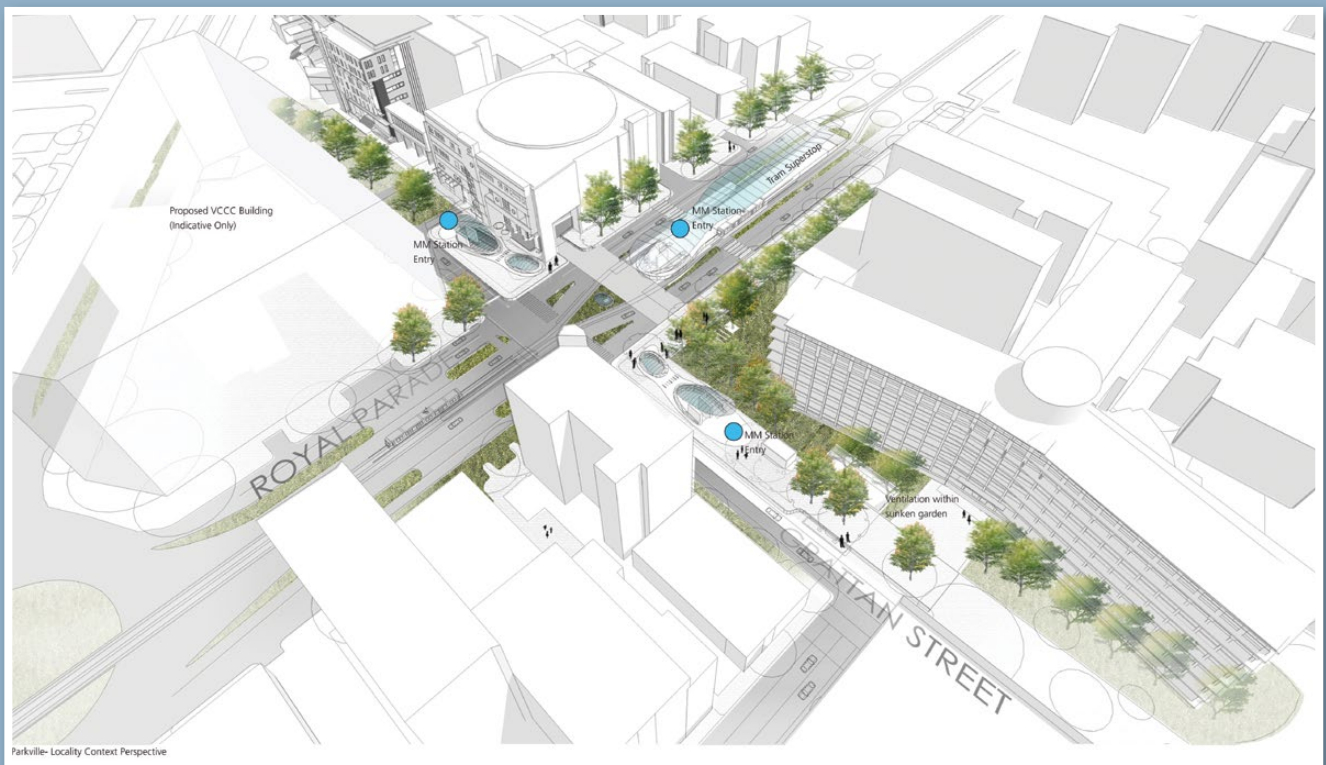 Tram Superstop
Proposed VCCC Building
(Indicative Only)
MM Station
Entry
MM Station
Entry
ROYAL PARADE
MM Station
Entry
Ventilation within
sunken garden
GRATTAN STREET
Parkville- Locality Context Perspective